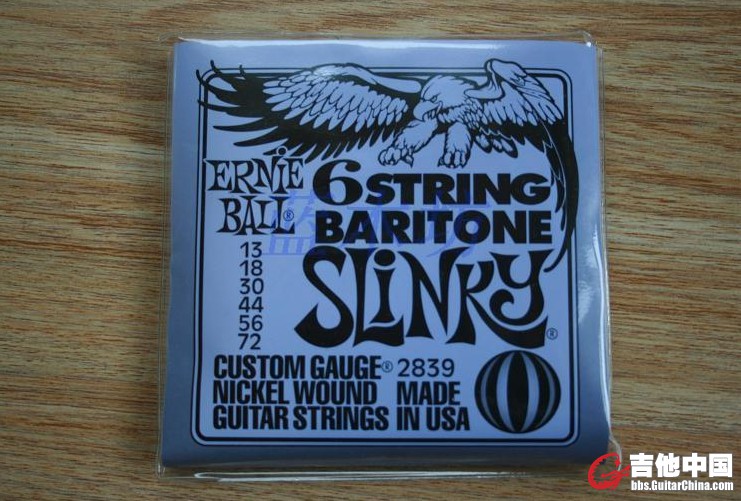 ERNIE
BALL®
6 STRING
BARITONE
SLINKY®
13
18
30
44
56
72
CUSTOM GAUGE® 2839
NICKEL WOUND MADE
GUITAR STRINGS IN USA
吉他中国
bbs.GuitarChina.com